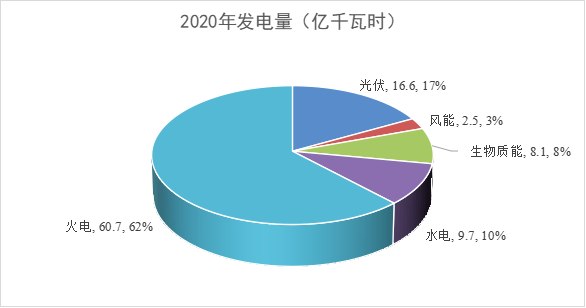 2020年发电量（亿千瓦时）
光伏, 16.6, 17%
风能, 2.5, 3%
生物质能, 8.1, 8%
水电, 9.7, 10%
火电, 60.7, 62%